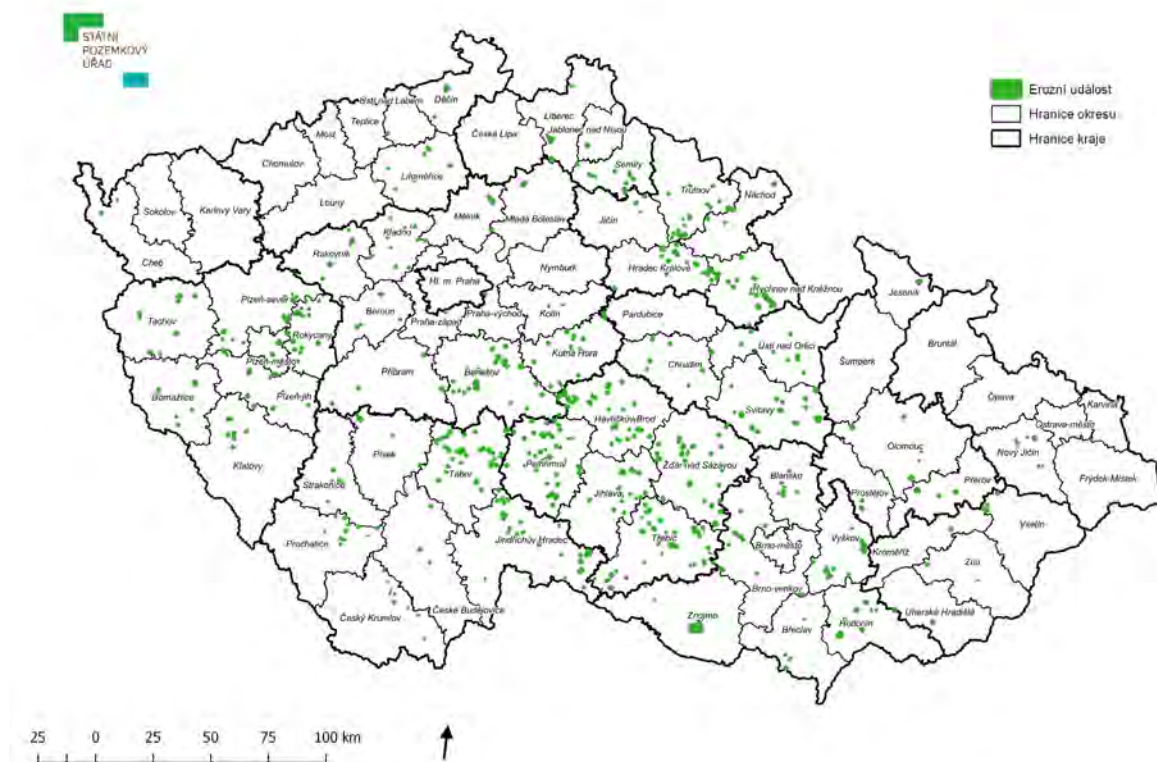 STÁTNÍ
POZEMKOVÝ
ÚŘAD
Erozní událost
Hranice okresu
Hranice kraje
Děčín
Ústí nad Labem
Teplice
Most
Chomutov
Česká Lípa
Liberec
Jablonec nad Nisou
Semily
Litoměřice
Louny
Trutnov
Náchod
Sokolov
Karlovy Vary
Cheb
Mělník
Mladá Boleslav
Jičín
Kladno
Rakovník
Hl. m. Praha
Nymburk
Hradec Králové
Rychnov nad Kněžnou
Jeseník
Plzeň-sever
Tachov
Rokycany
Beroun
Praha-západ
Praha-východ
Kolín
Pardubice
Bruntál
Šumperk
Plzeň-město
Kutná Hora
Ústí nad Orlicí
Chrudim
Příbram
Benešov
Opava
Karviná
Ostrava-město
Domažlice
Plzeň-jih
Svitavy
Havlíčkův Brod
Olomouc
Nový Jičín
Frýdek-Místek
Klatovy
Písek
Tábor
Pelhřimov
Žďár nad Sázavou
Blansko
Přerov
Prostějov
Strakonice
Jihlava
Vsetín
Prachatice
Jindřichův Hradec
Třebíč
Brno-město
Vyškov
Kroměříž
Zlín
Brno-venkov
České Budějovice
Český Krumlov
Znojmo
Břeclav
Hodonín
Uherské Hradiště
25 0 25 50 75 100 km